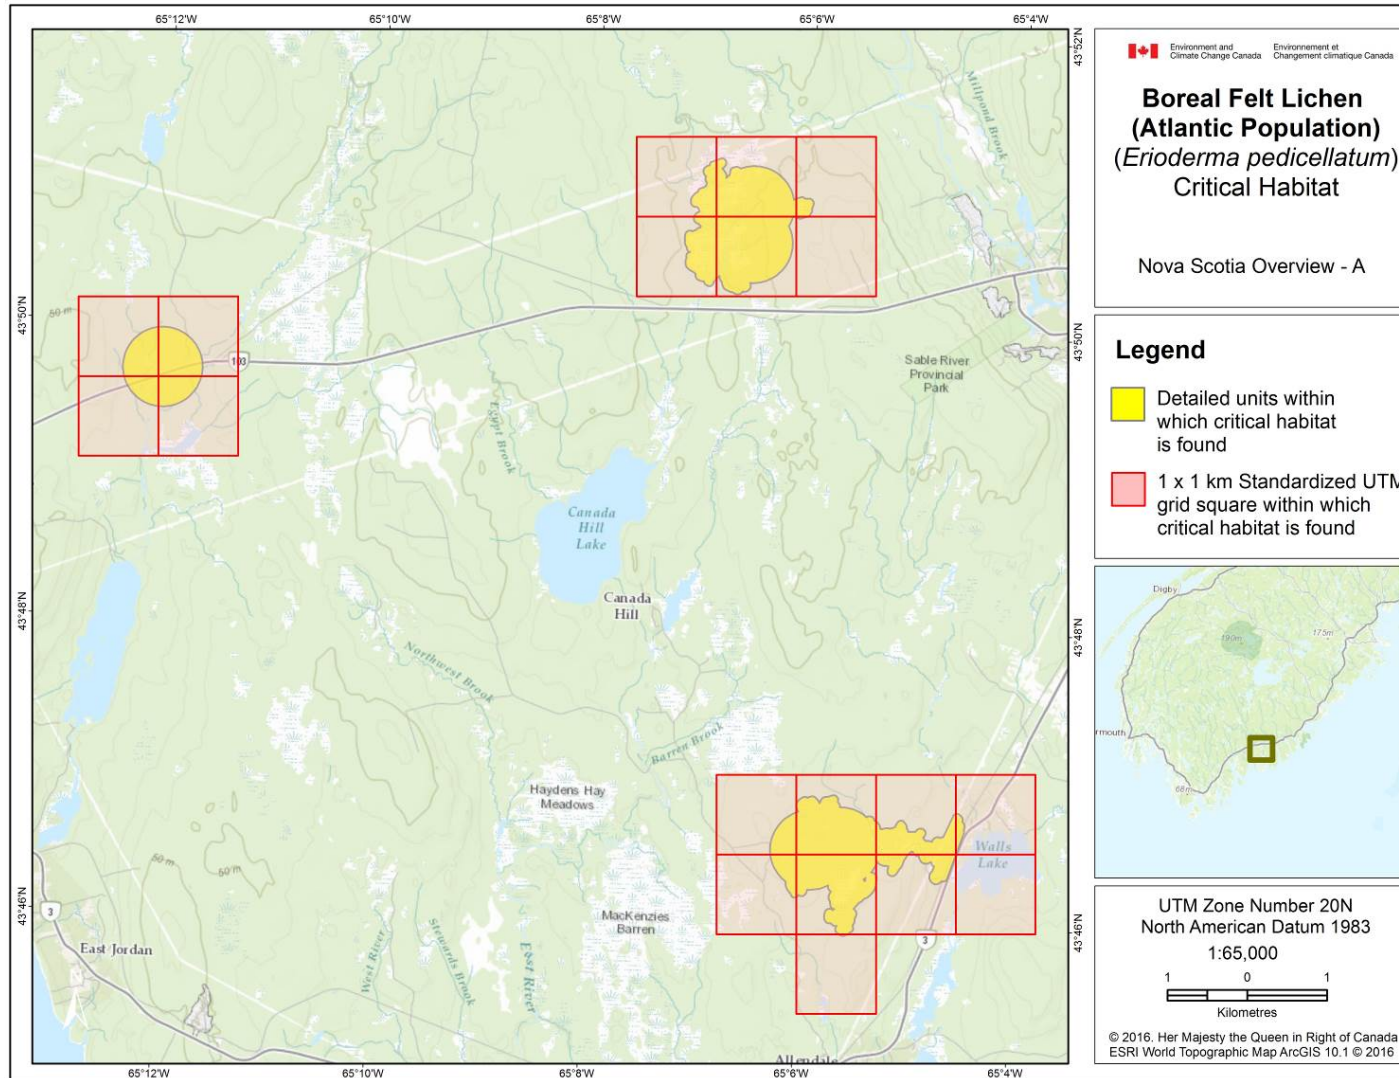 65°12'W 65°10'W 65°8'W 65°6'W 65°4'W
43°52'N
43°50'N
43°50'N
43°48'N
43°48'N
43°46'N
43°46'N
65°12'W 65°10'W 65°8'W 65°6'W 65°4'W
Millpond Brook
50 m
103
Sable River
Provincial
Park
Egypt Brook
Canada
Hill
Lake
Canada
Hill
Northwest Brook
Barren Brook
Haydens Hay
Meadows
Walls
Lake
50 m
50 m
MacKenzies
Barren
3
3
East Jordan
West River
Stewards Brook
East River
Allendale
Environment and
Climate Change Canada
Environnement et
Changement climatique Canada
Boreal Felt Lichen
(Atlantic Population)
(Erioderma pedicellatum)
Critical Habitat
Nova Scotia Overview - A
Legend
Detailed units within
which critical habitat
is found
1 x 1 km Standardized UTM
grid square within which
critical habitat is found
Digby
190m
175m
rmouth
68m
UTM Zone Number 20N
North American Datum 1983
1:65,000
1 0 1
Kilometres
© 2016. Her Majesty the Queen in Right of Canada
ESRI World Topographic Map ArcGIS 10.1 © 2016